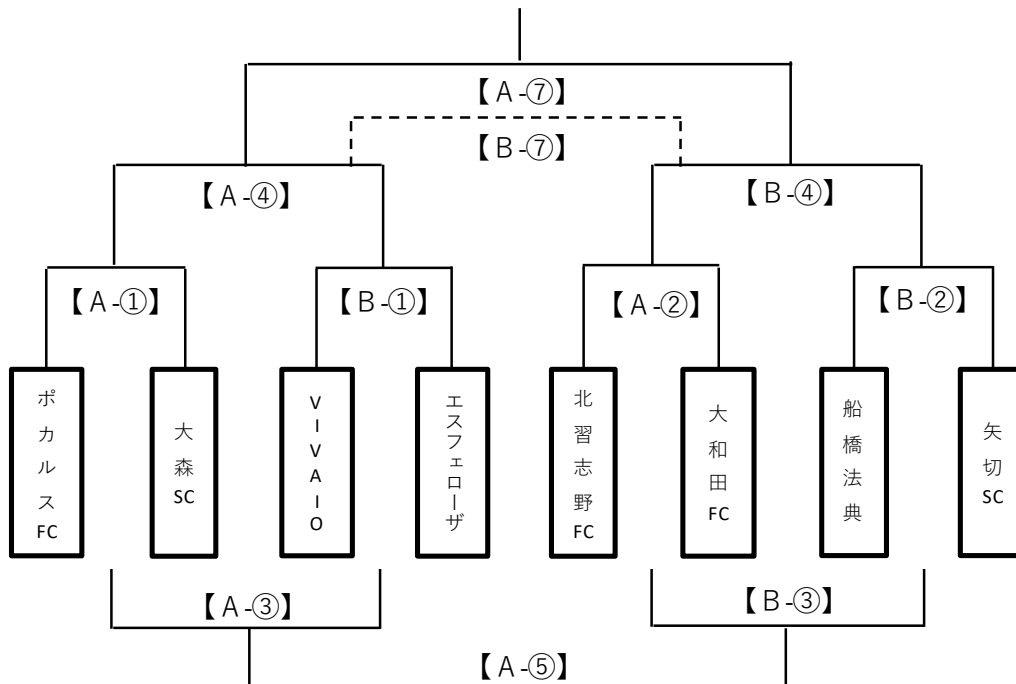 【A-⑦】
【B-⑦】
【A-④】
【B-④】
【A-①】
【B-①】
【A-②】
【B-②】
ポカルスFC
大森SC
VIVAIO
エスフェローザ
北習志野FC
大和田FC
船橋法典
矢切SC
【A-③】
【B-③】
【A-⑤】